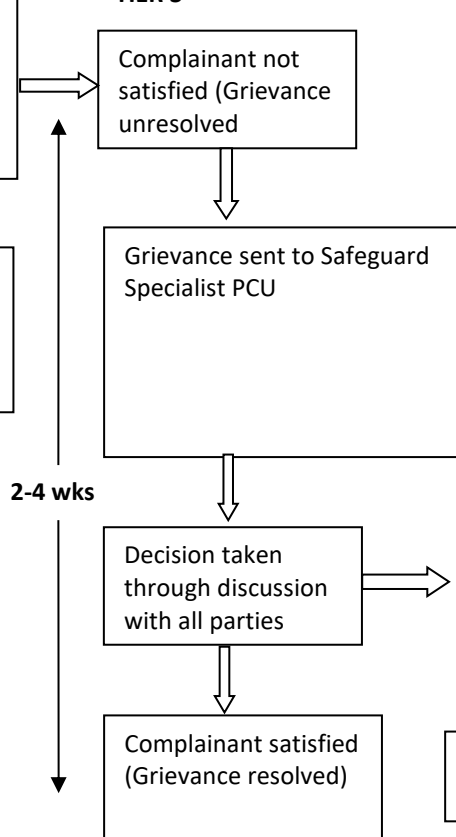 Complainant not
satisfied (Grievance
unresolved
Grievance sent to Safeguard
Specialist PCU
2-4 wks
Decision taken
through discussion
with all parties
Complainant satisfied
(Grievance resolved)